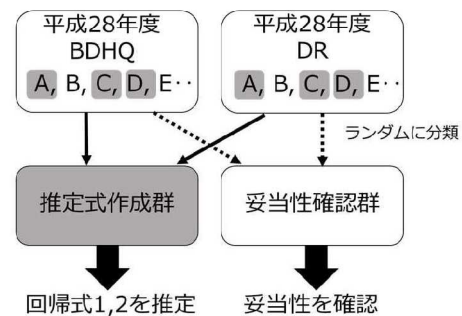 平成28年度
BDHQ
A, B, C, D, E‥
平成28年度
DR
A, B, C, D, E‥
ランダムに分類
推定式作成群
妥当性確認群
回帰式1,2を推定
妥当性を確認